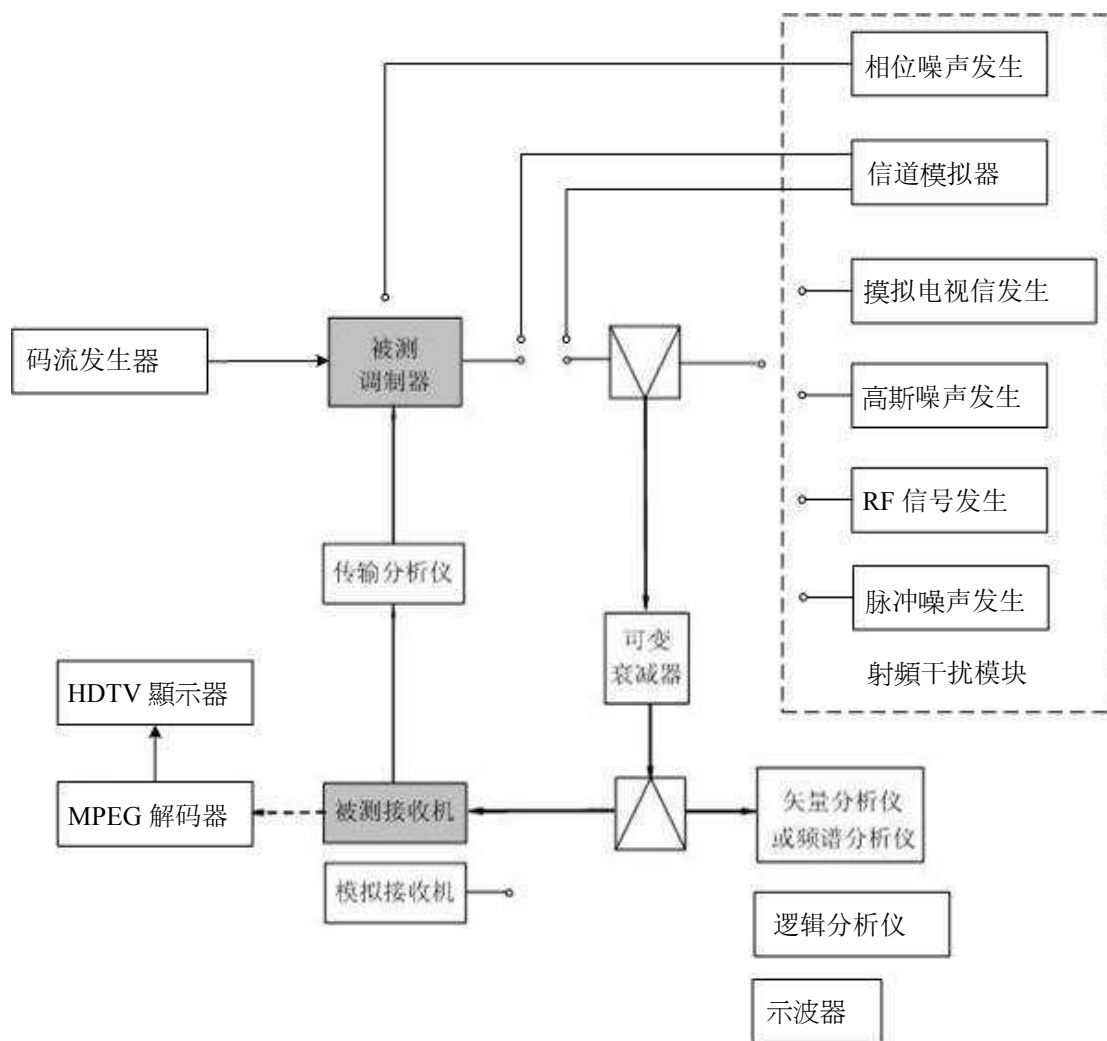 相位噪声发生
信道模拟器
摸拟电视信发生
码流发生器
被测
调制器
高斯噪声发生
RF 信号发生
传输分析仪
脉冲噪声发生
可变
衰减器
射頻干扰模块
HDTV 顯示器
MPEG 解码器
被测接收机
矢量分析仪
或频谱分析仪
模拟接收机
逻辑分析仪
示波器